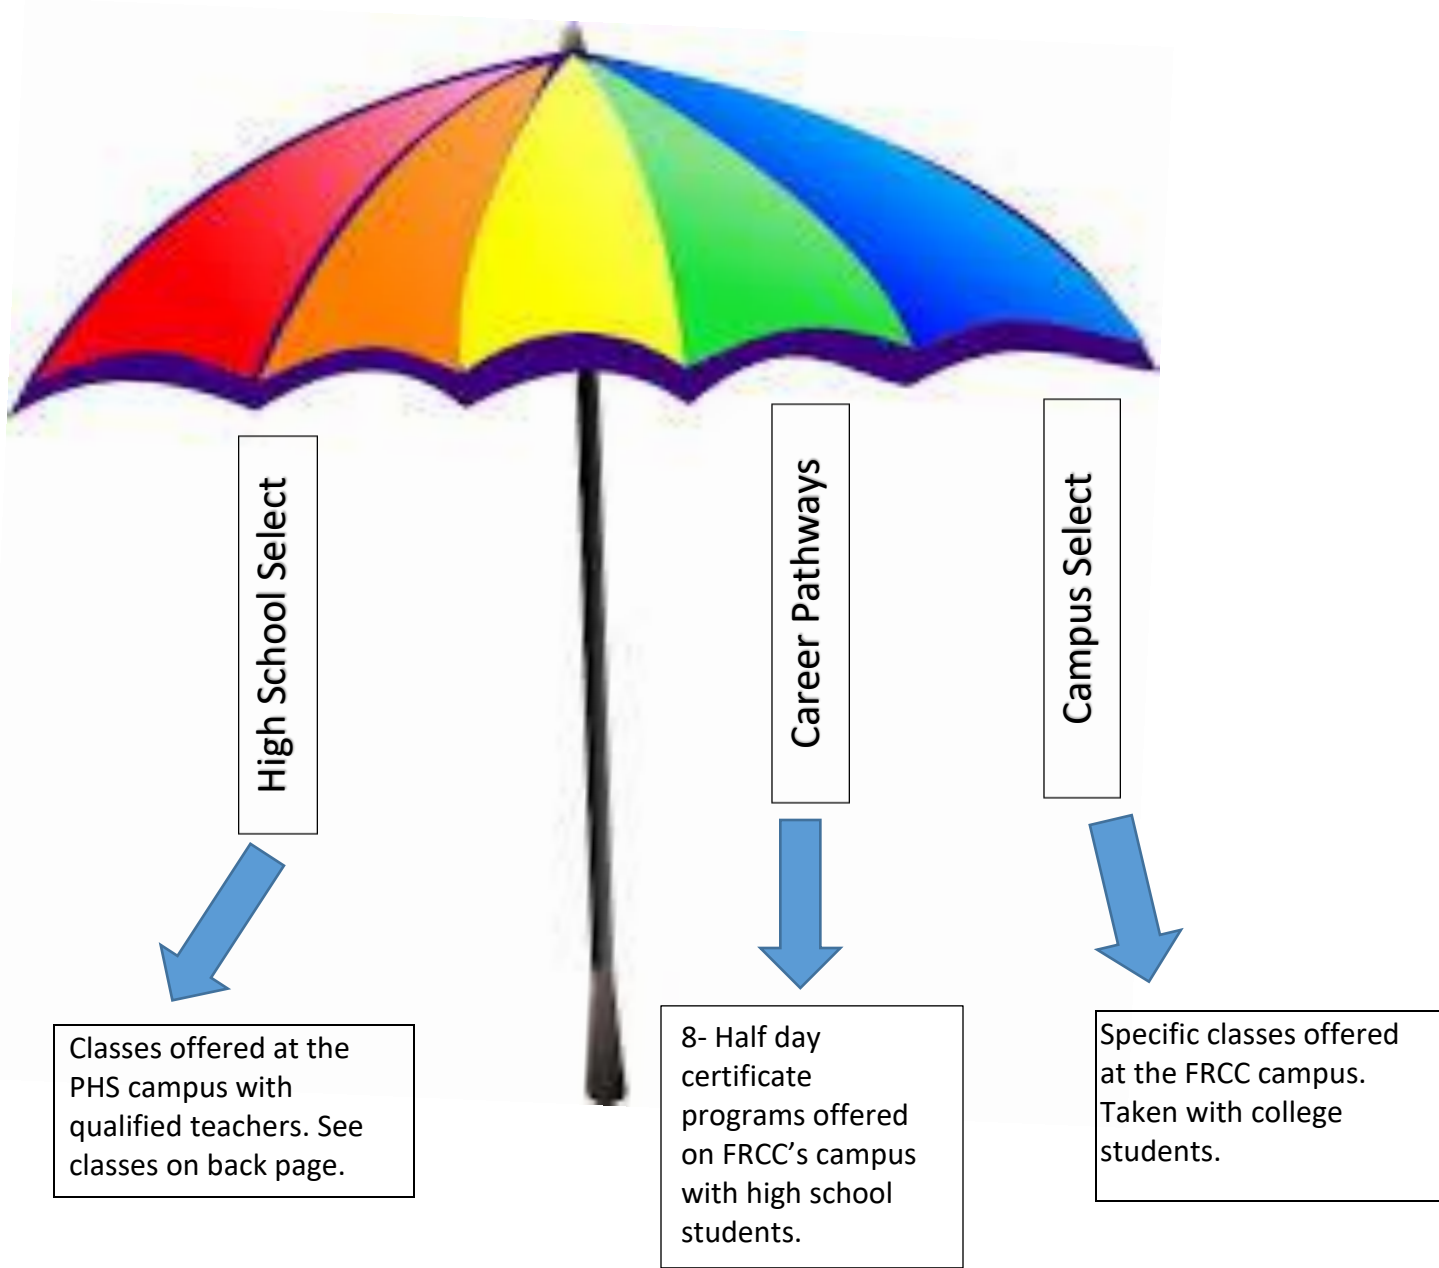 High School Select
Career Pathways
Campus Select
Classes offered at the
PHS campus with
qualified teachers. See
classes on back page.
8- Half day
certificate
programs offered
on FRCC’s campus
with high school
students.
Specific classes offered
at the FRCC campus.
Taken with college
students.